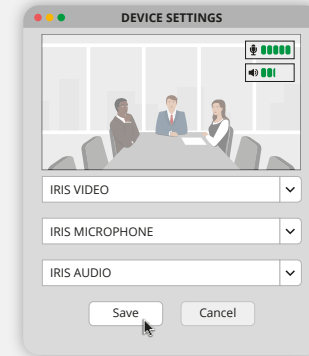 DEVICE SETTINGS
IRIS VIDEO
IRIS MICROPHONE
IRIS AUDIO
Save
Cancel